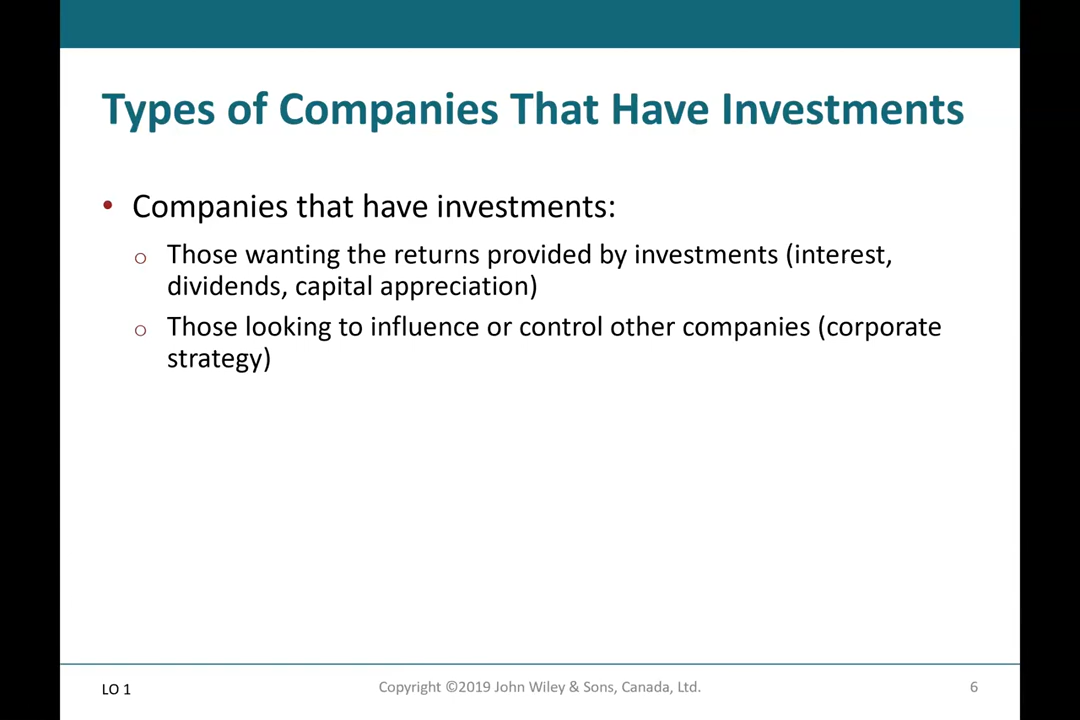 Types of Companies That Have Investments
• Companies that have investments:
o Those wanting the returns provided by investments (interest,
dividends, capital appreciation)
o Those looking to influence or control other companies (corporate
strategy)
LO 1
Copyright ©2019 John Wiley & Sons, Canada, Ltd.
6